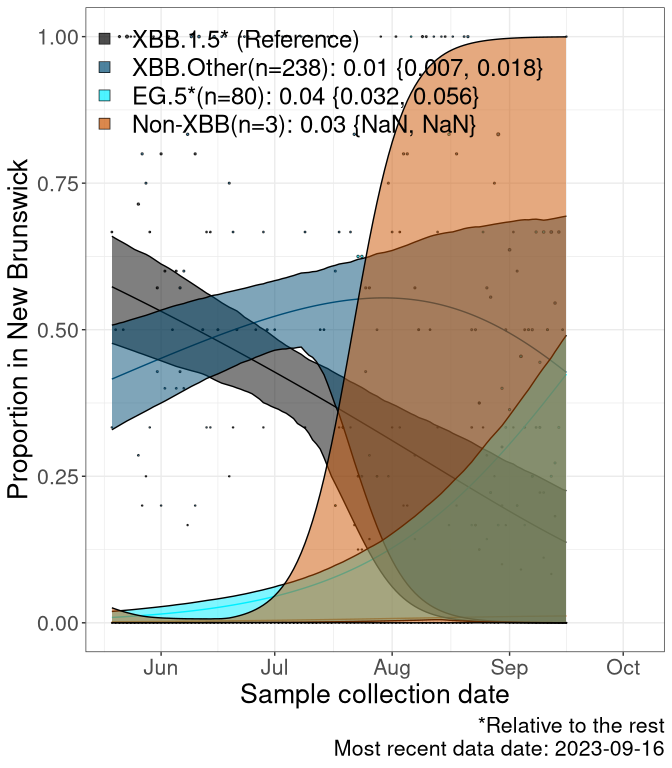 XBB.1.5* (Reference)
XBB.Other(n=238): 0.01 {0.007, 0.018}
EG.5*(n=80): 0.04 {0.032, 0.056}
Non-XBB(n=3): 0.03 {NaN, NaN}
1.00
0.75
0.50
0.25
0.00
Proportion in New Brunswick
Jun Jul Aug Sep Oct
Sample collection date
*Relative to the rest
Most recent data date: 2023-09-16